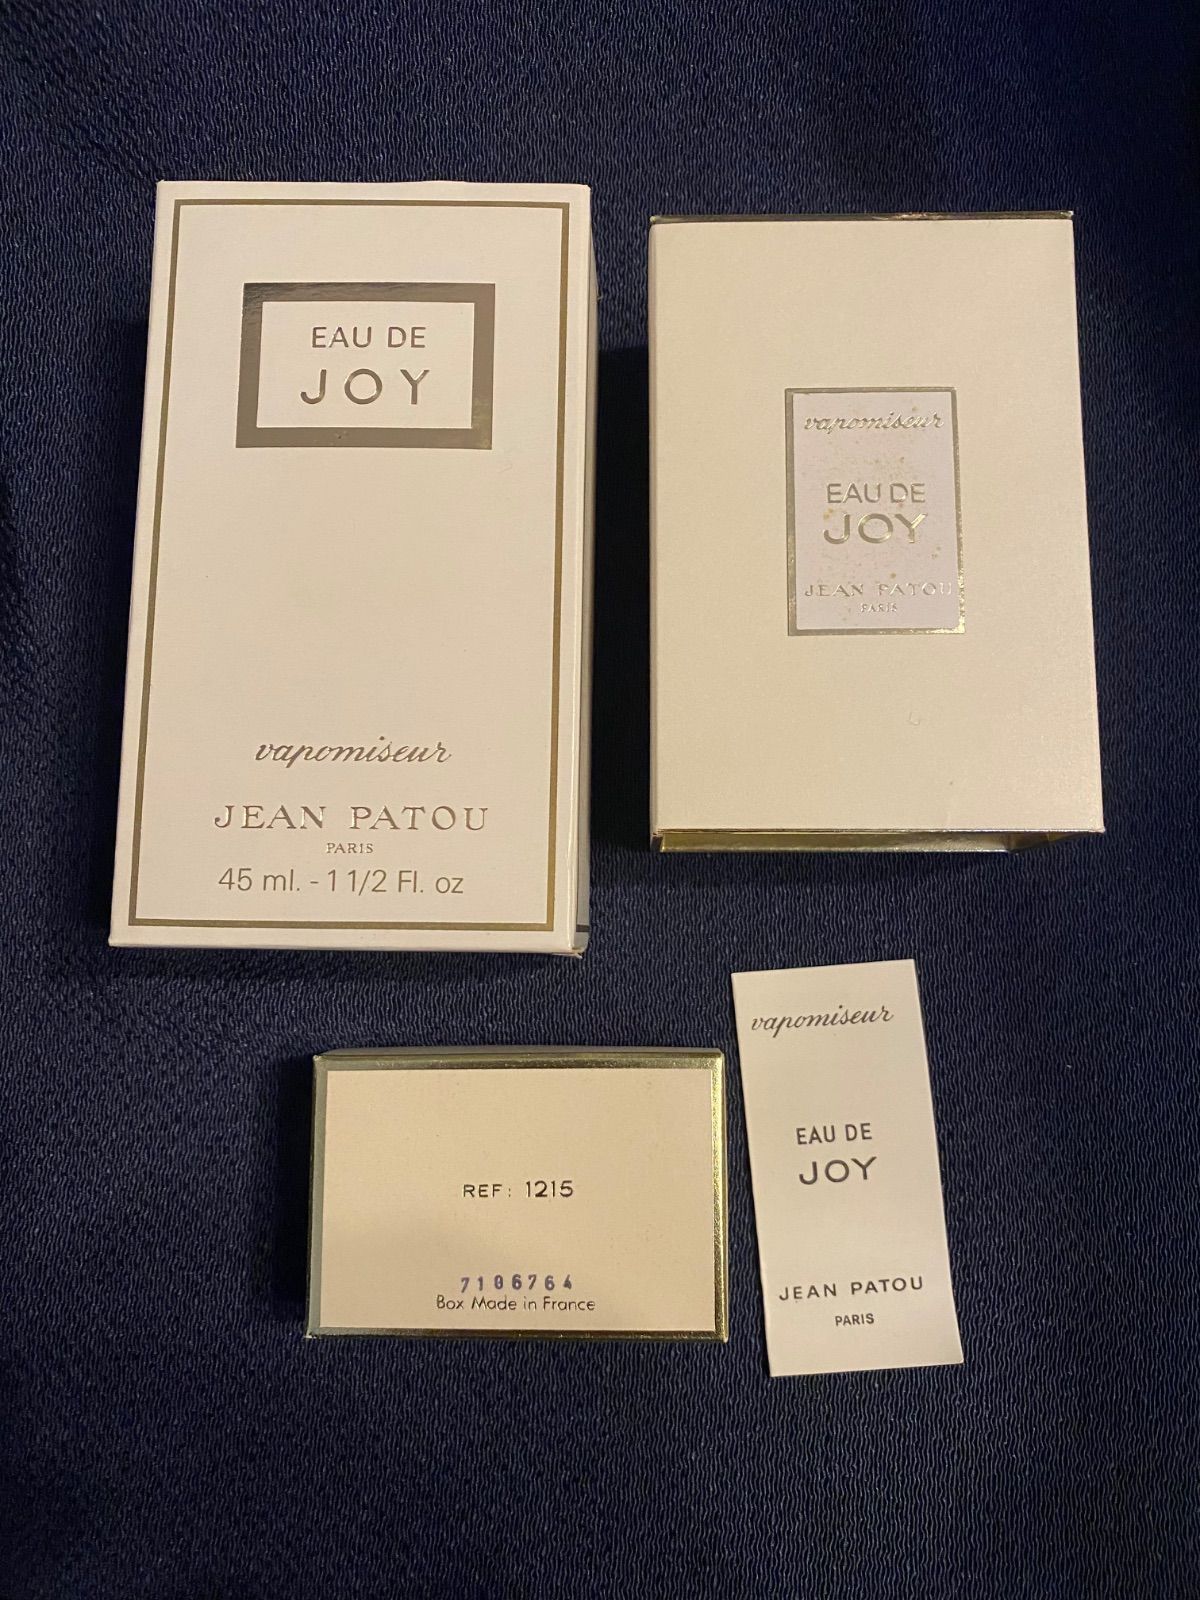 EAU DE
JOY
vapomiseur
JEAN PATOU
PARIS
45 ml. - 1 1/2 Fl. oz
vapomiseur
EAU DE
JOY
JEAN PATOU
PARIS
REF: 1215
7106764
Box Made in France
vapomiseur
EAU DE
JOY
JEAN PATOU
PARIS